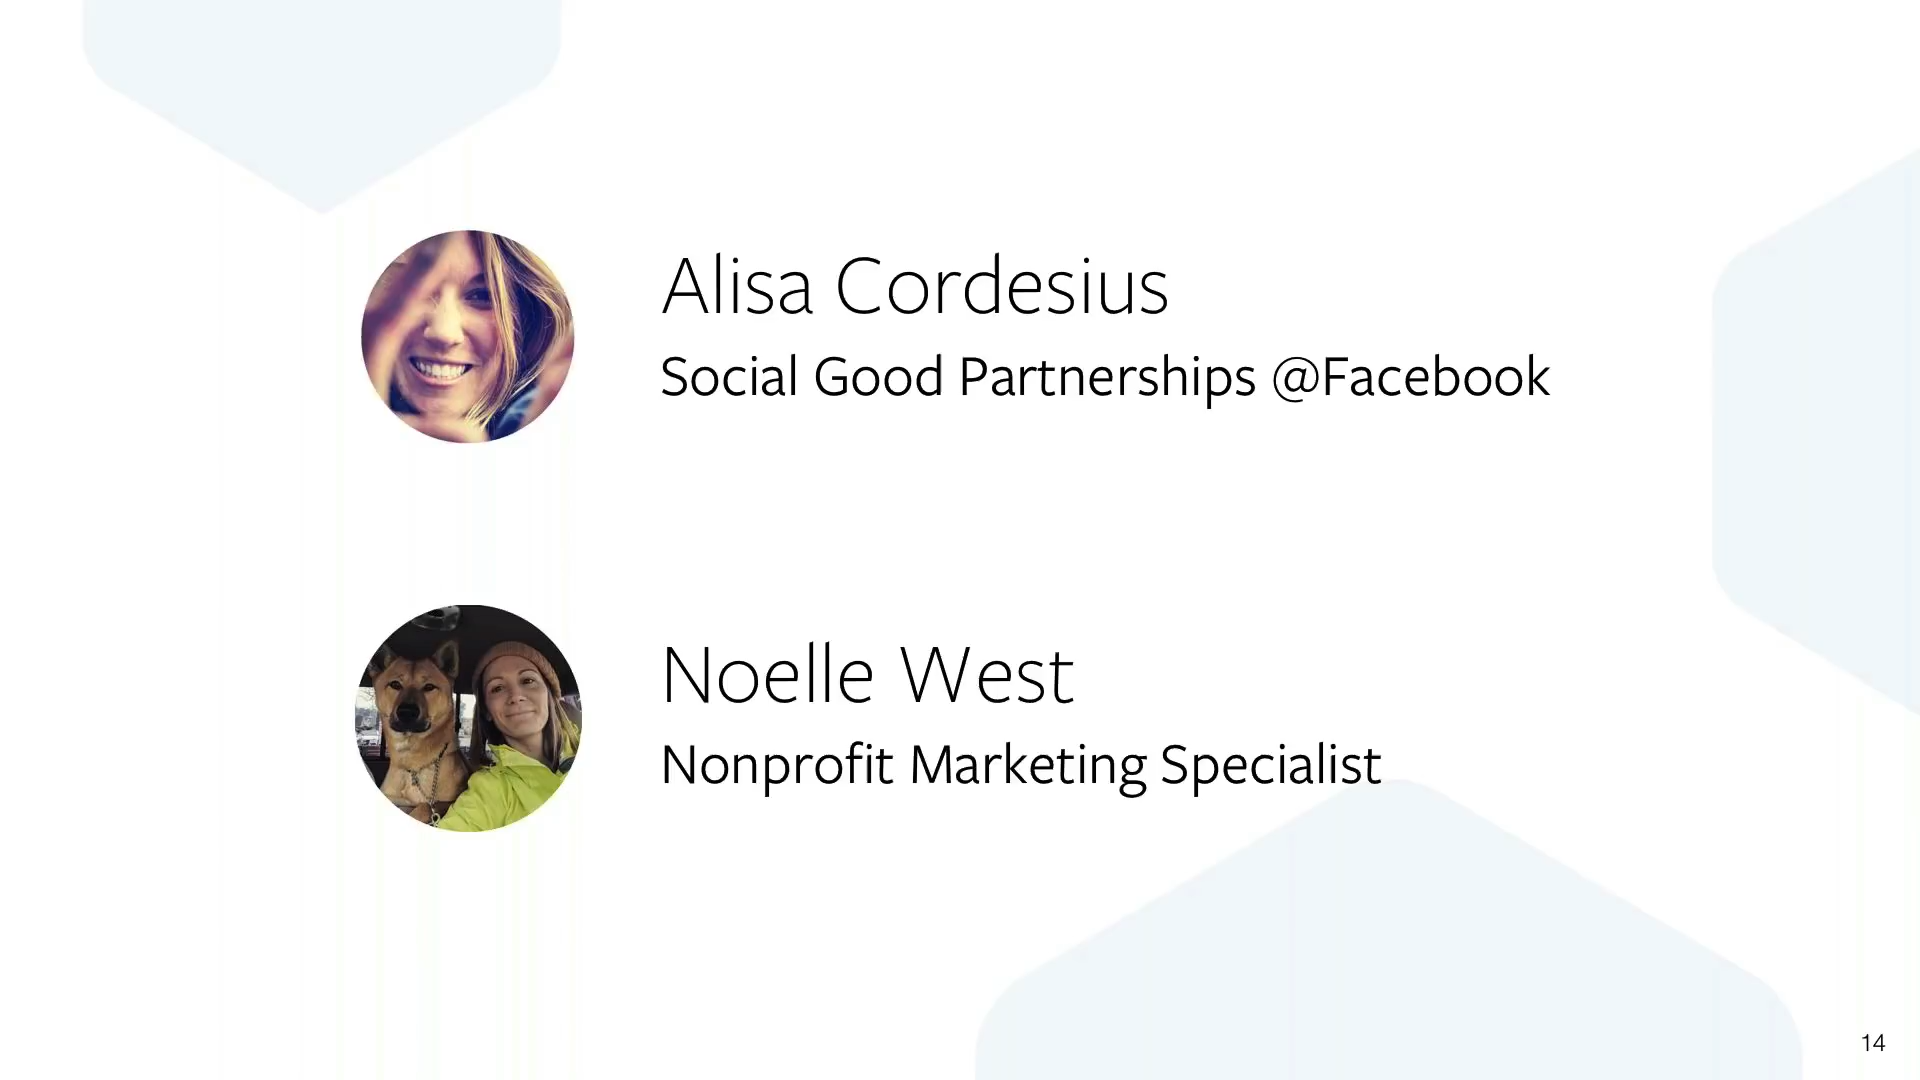 Alisa Cordesius
Social Good Partnerships @Facebook
Noelle West
Nonprofit Marketing Specialist
14